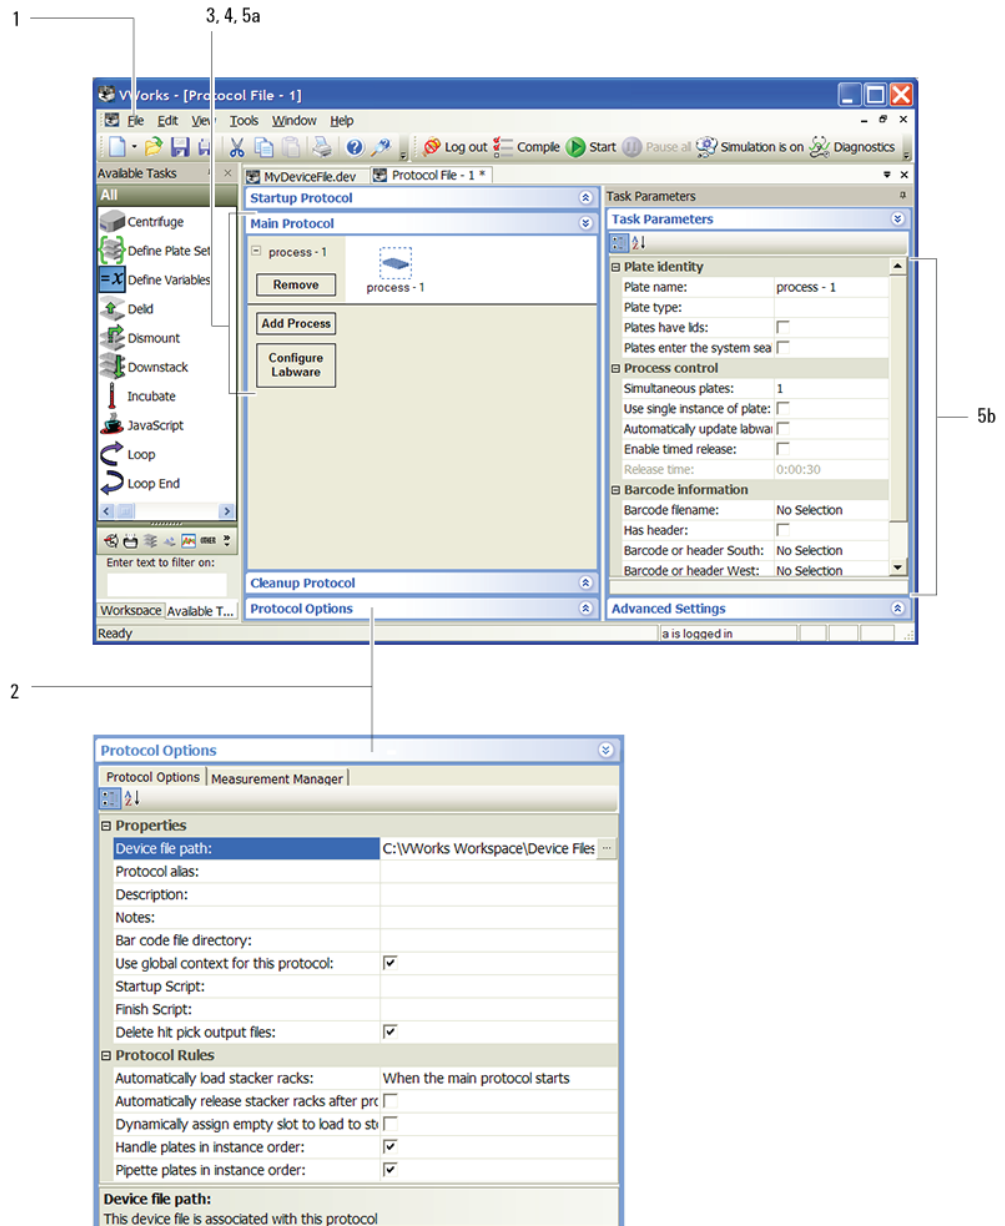 1
3, 4, 5a
VWorks - [Protocol File - 1]
File Edit View Tools Window Help
Log out Compile Start Pause all Simulation is on Diagnostics
Available Tasks
MyDeviceFile.dev Protocol File - 1 *
All
Centrifuge
Define Plate Set
=x Define Variables
Delid
Dismount
Downstack
Incubate
JavaScript
Loop
Loop End
OTHER
Enter text to filter on:
Workspace Available T...
Startup Protocol
Main Protocol
process - 1
Remove
process - 1
Add Process
Configure
Labware
Cleanup Protocol
Protocol Options
Task Parameters
Task Parameters
Plate identity
Plate name: process - 1
Plate type:
Plates have lids:
Plates enter the system sea
Process control
Simultaneous plates: 1
Use single instance of plate:
Automatically update labwar
Enable timed release:
Release time: 0:00:30
Barcode information
Barcode filename: No Selection
Has header:
Barcode or header South: No Selection
Barcode or header West: No Selection
Advanced Settings
5b
Ready a is logged in
2
Protocol Options
Protocol Options Measurement Manager
Properties
Device file path: C:\VWorks Workspace\Device Files ...
Protocol alias:
Description:
Notes:
Bar code file directory:
Use global context for this protocol:
Startup Script:
Finish Script:
Delete hit pick output files:
Protocol Rules
Automatically load stacker racks: When the main protocol starts
Automatically release stacker racks after pro
Dynamically assign empty slot to load to sto
Handle plates in instance order:
Pipette plates in instance order:
Device file path:
This device file is associated with this protocol